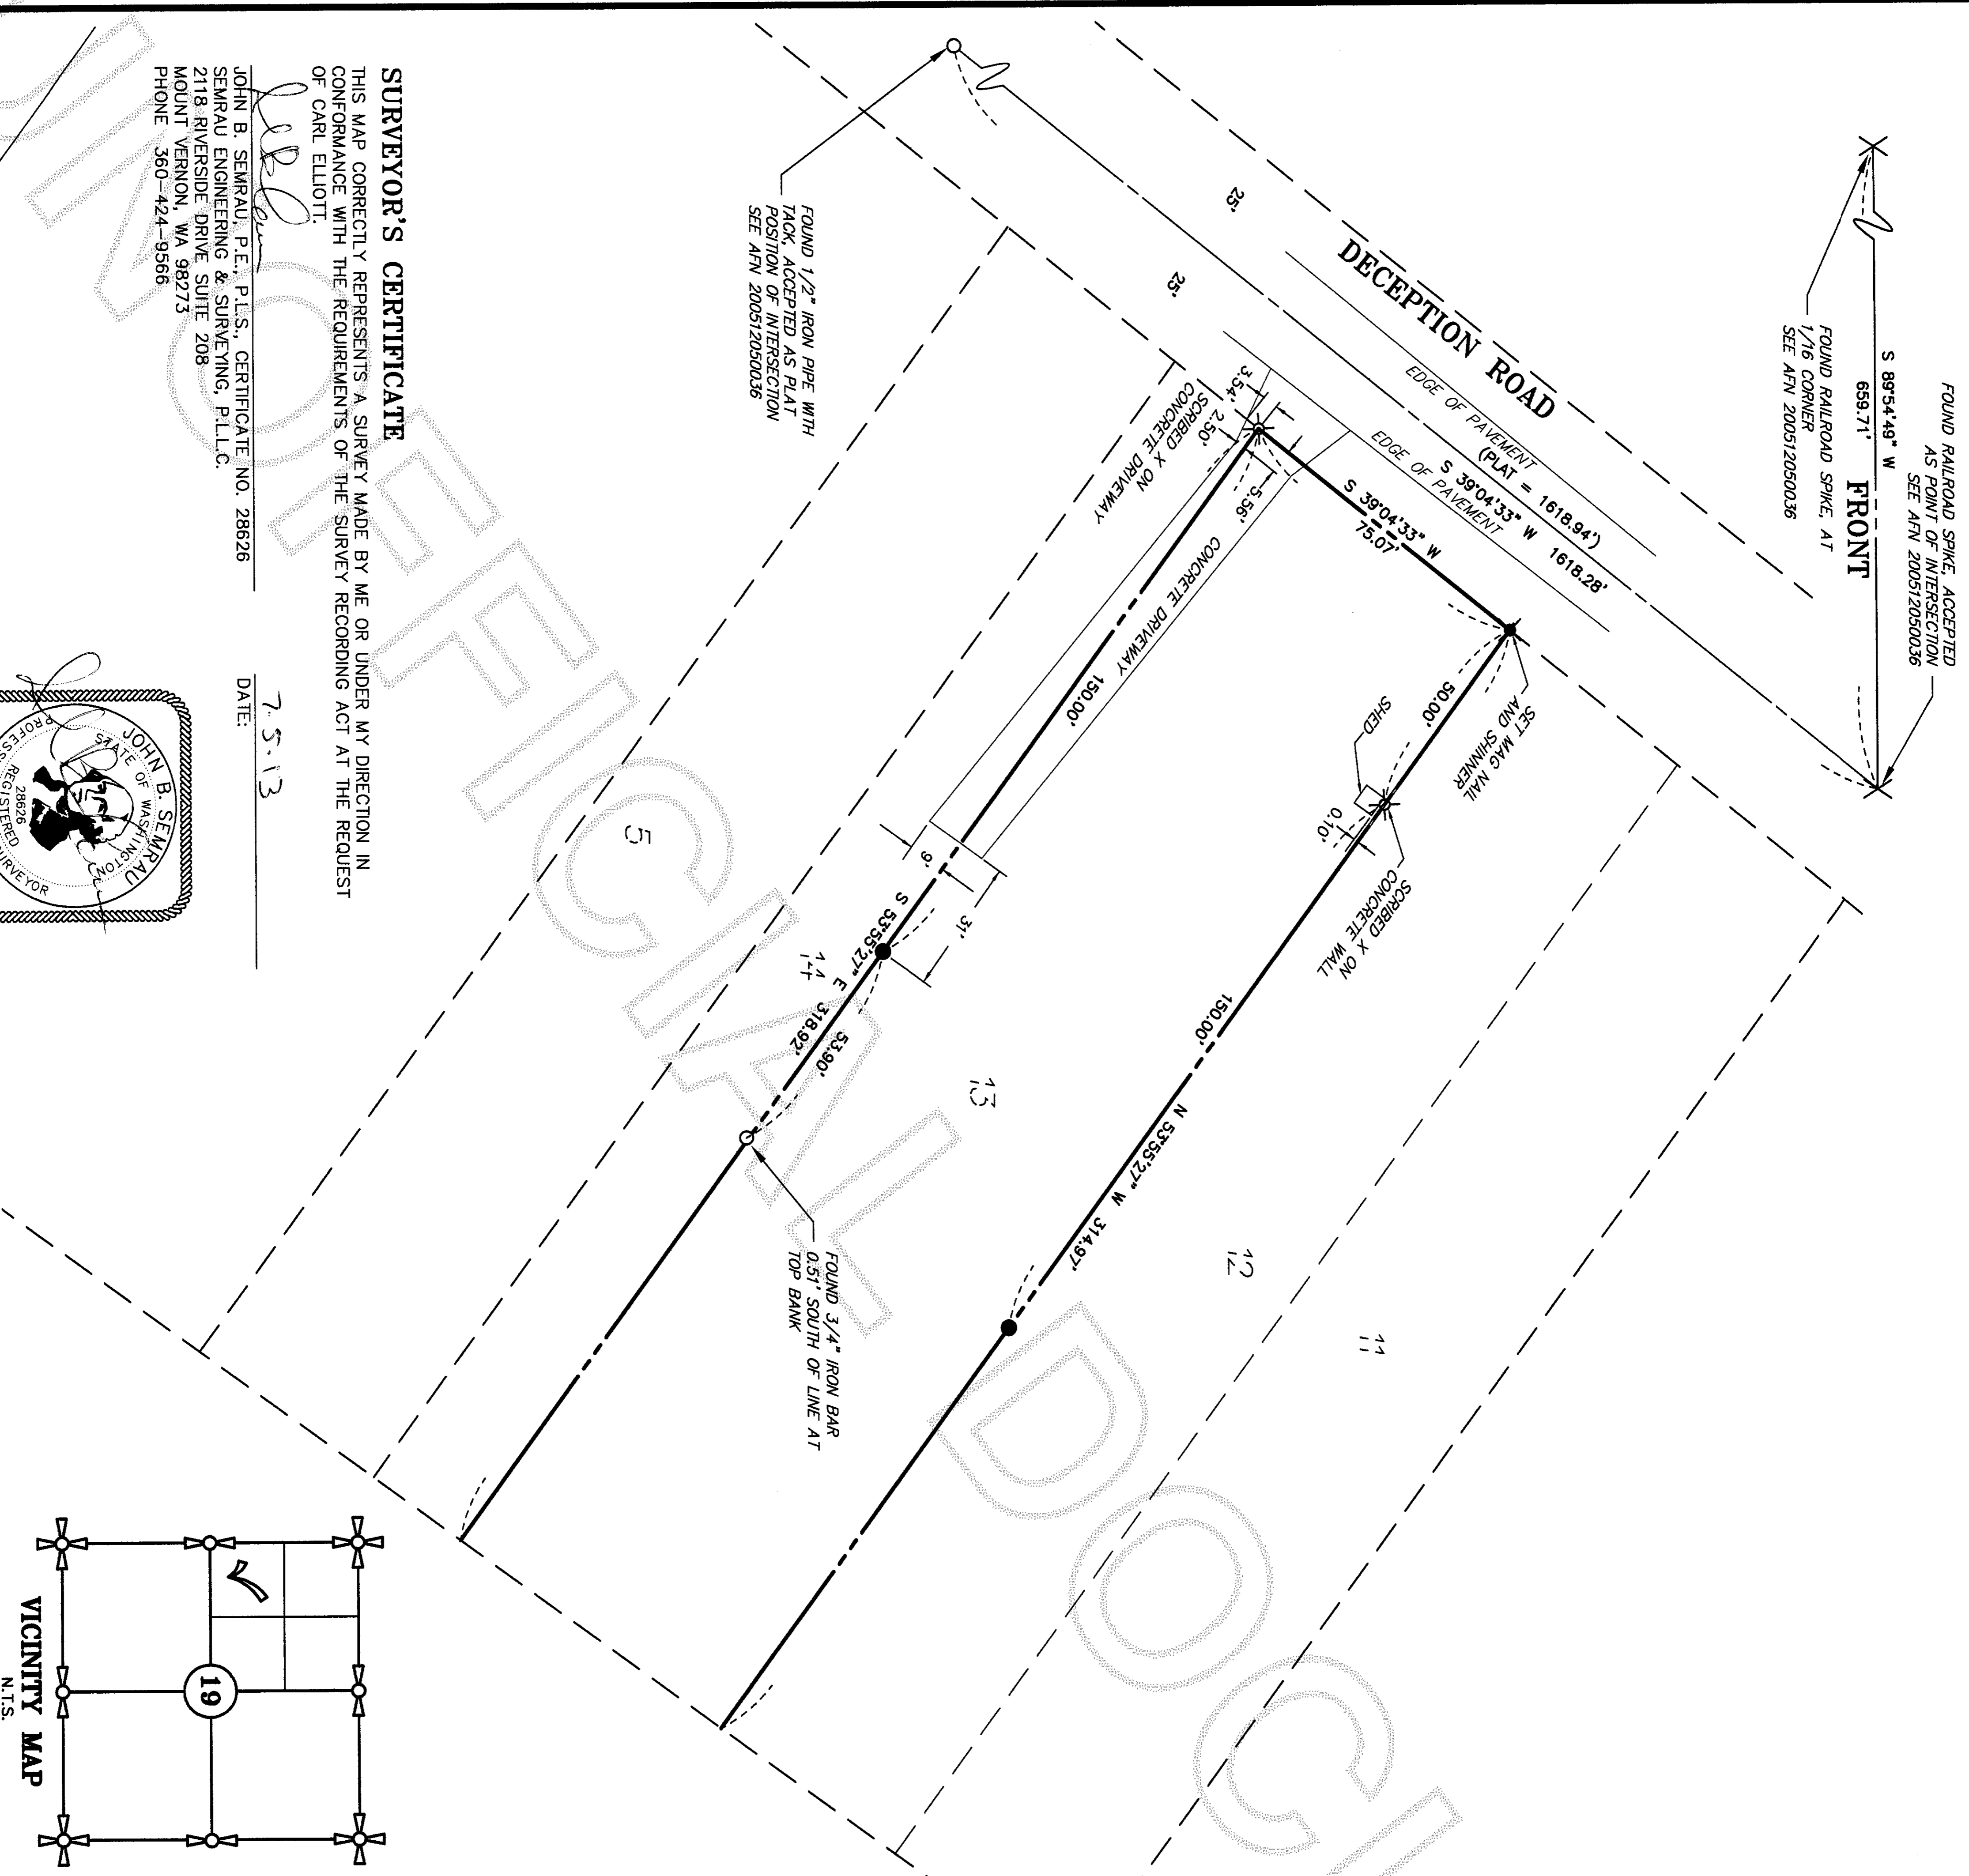 FOUND RAILROAD SPIKE, ACCEPTED
AS POINT OF INTERSECTION
SEE AFN 200512050036
S 89°54'49" W
659.71'
FRONT
FOUND RAILROAD SPIKE, AT
1/16 CORNER
SEE AFN 200512050036
DECEPTION ROAD
25'
25'
EDGE OF PAVEMENT
(PLAT = 1618.94')
S 39°04'33" W 1618.28'
EDGE OF PAVEMENT
S 39°04'33" W
75.07'
SET MAG NAIL
AND SHINNER
50.00'
SHED
0.10'
SCRIBED X ON
CONCRETE WALL
150.00'
N 53°55'27" W 314.97'
3.54'
2.50'
SCRIBED X ON
CONCRETE DRIVEWAY
5.56'
CONCRETE DRIVEWAY
150.00'
9'
31'
S 53°55'27" E 318.92'
53.90'
11
12
13
14
5
FOUND 1/2" IRON PIPE WITH
TACK, ACCEPTED AS PLAT
POSITION OF INTERSECTION
SEE AFN 200512050036
FOUND 3/4" IRON BAR
0.51' SOUTH OF LINE AT
TOP BANK
SURVEYOR'S CERTIFICATE
THIS MAP CORRECTLY REPRESENTS A SURVEY MADE BY ME OR UNDER MY DIRECTION IN
CONFORMANCE WITH THE REQUIREMENTS OF THE SURVEY RECORDING ACT AT THE REQUEST
OF CARL ELLIOTT.
JOHN B. SEMRAU, P.E., P.L.S., CERTIFICATE NO. 28626
SEMRAU ENGINEERING & SURVEYING, P.L.L.C.
2118 RIVERSIDE DRIVE SUITE 208
MOUNT VERNON, WA 98273
PHONE 360-424-9566
7.5.13
DATE:
JOHN B. SEMRAU
STATE OF WASHINGTON
28626
REGISTERED
19
VICINITY MAP
N.T.S.